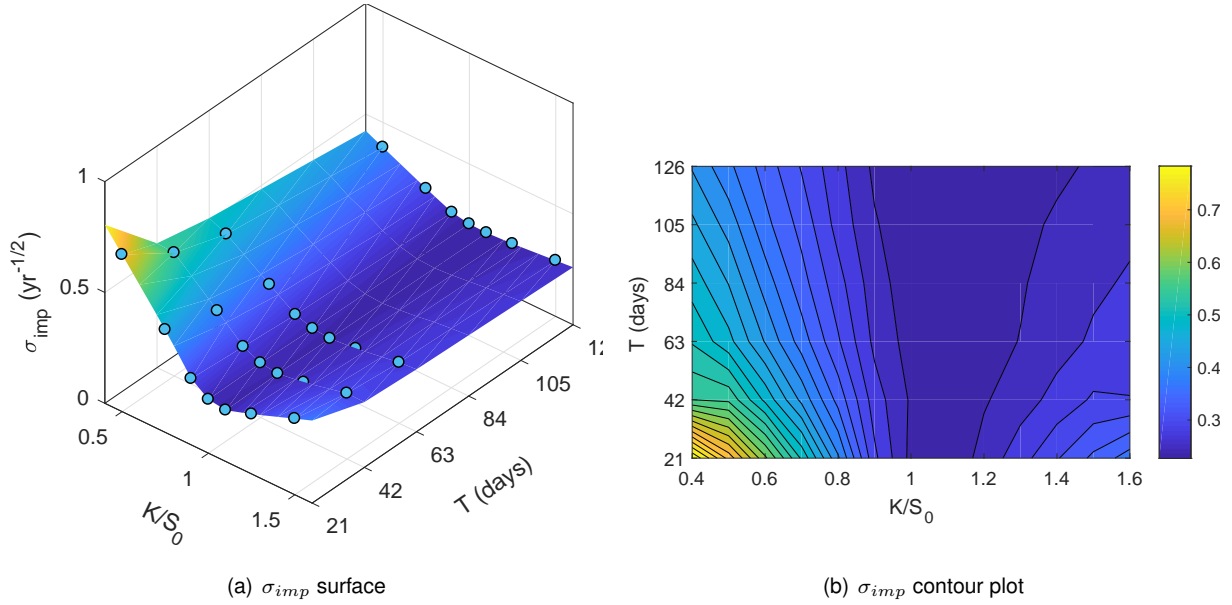 1
0.5
0
σ_imp (yr^-1/2)
0.5
1
1.5
K/S_0
21
42
63
84
105
12
T (days)
(a) σ_imp surface
126
105
84
63
42
21
T (days)
0.4 0.6 0.8 1 1.2 1.4 1.6
K/S_0
0.7
0.6
0.5
0.4
0.3
(b) σ_imp contour plot